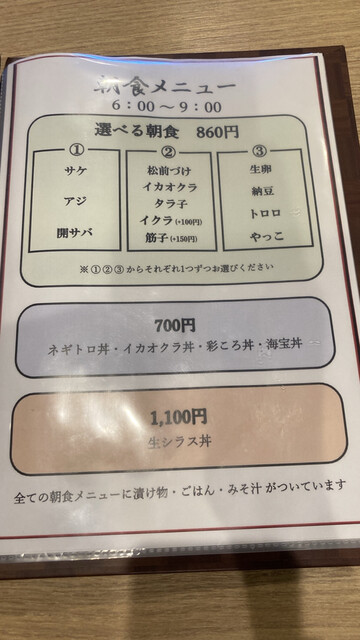 朝食メニュー
6：00～9：00
選べる朝食　860円
①
サケ
アジ
開サバ
②
松前づけ
イカオクラ
タラ子
イクラ(+100円)
筋子(+150円)
③
生卵
納豆
トロロ
やっこ
※①②③からそれぞれ1つずつお選びください
700円
ネギトロ丼・イカオクラ丼・彩ころ丼・海宝丼
1,100円
生シラス丼
全ての朝食メニューに漬け物・ごはん・みそ汁がついています